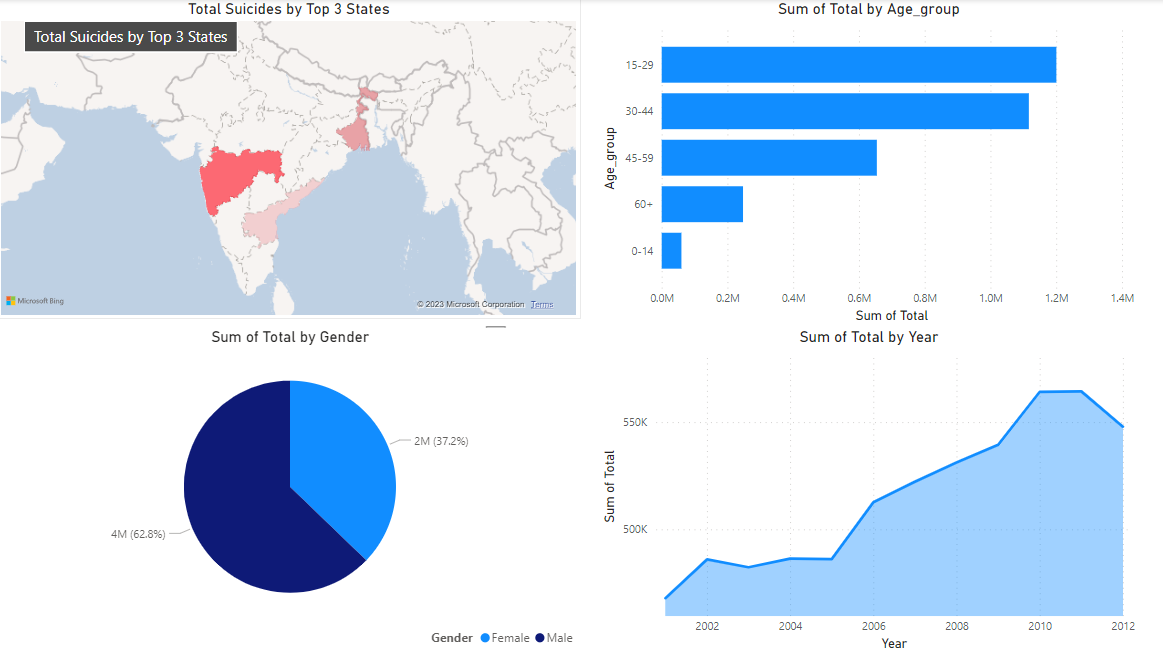 Total Suicides by Top 3 States
Total Suicides by Top 3 States
Microsoft Bing
© 2023 Microsoft Corporation Terms
Sum of Total by Age_group
Age_group
15-29
30-44
45-59
60+
0-14
0.0M 0.2M 0.4M 0.6M 0.8M 1.0M 1.2M 1.4M
Sum of Total
Sum of Total by Gender
2M (37.2%)
4M (62.8%)
Gender Female Male
Sum of Total by Year
Sum of Total
550K
500K
2002 2004 2006 2008 2010 2012
Year